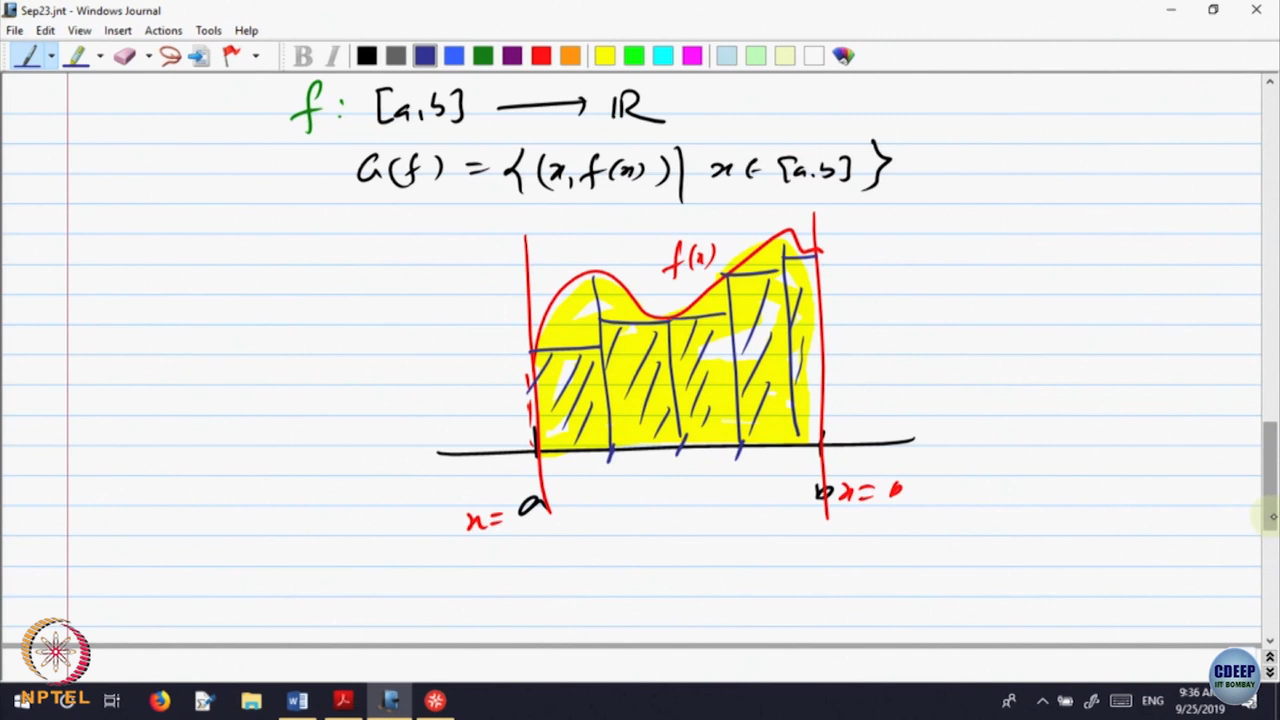 Sep23.jnt - Windows Journal
File Edit View Insert Actions Tools Help
B I
f : [a,b] ⟶ ℝ
G(f) = {(x, f(x)) | x ∈ [a.b] }
f(x)
a
b x =
x =
NPTEL
CDEEP
IIT BOMBAY
ENG
9:36 AM
9/25/2019